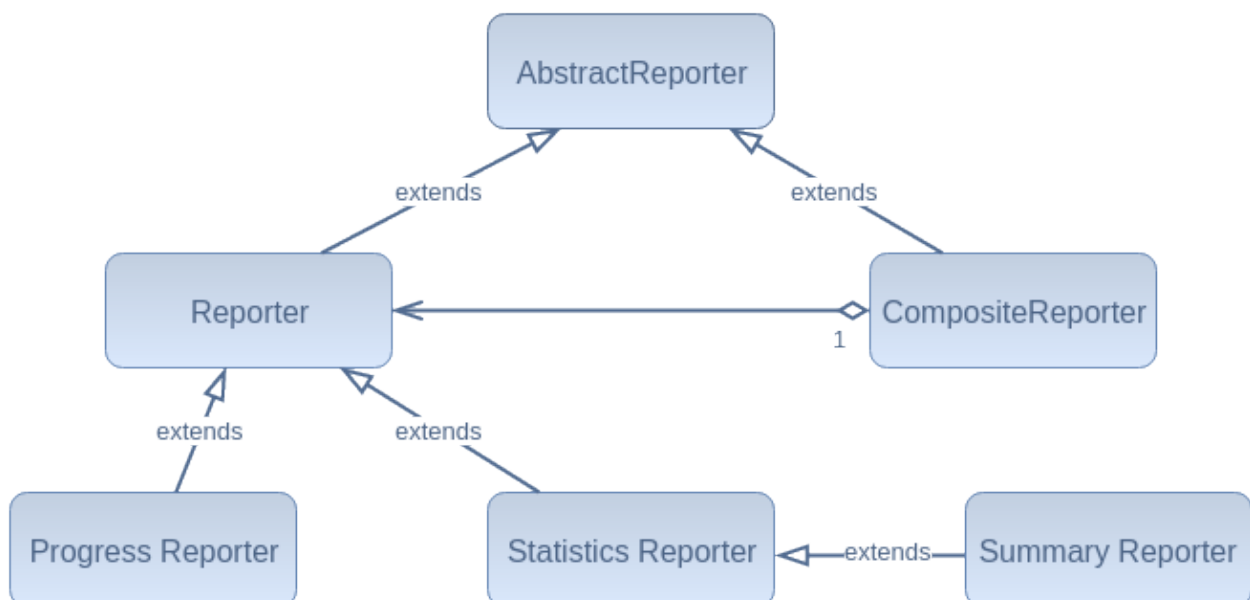 AbstractReporter
extends
extends
Reporter
CompositeReporter
1
extends
extends
Progress Reporter
Statistics Reporter
extends
Summary Reporter